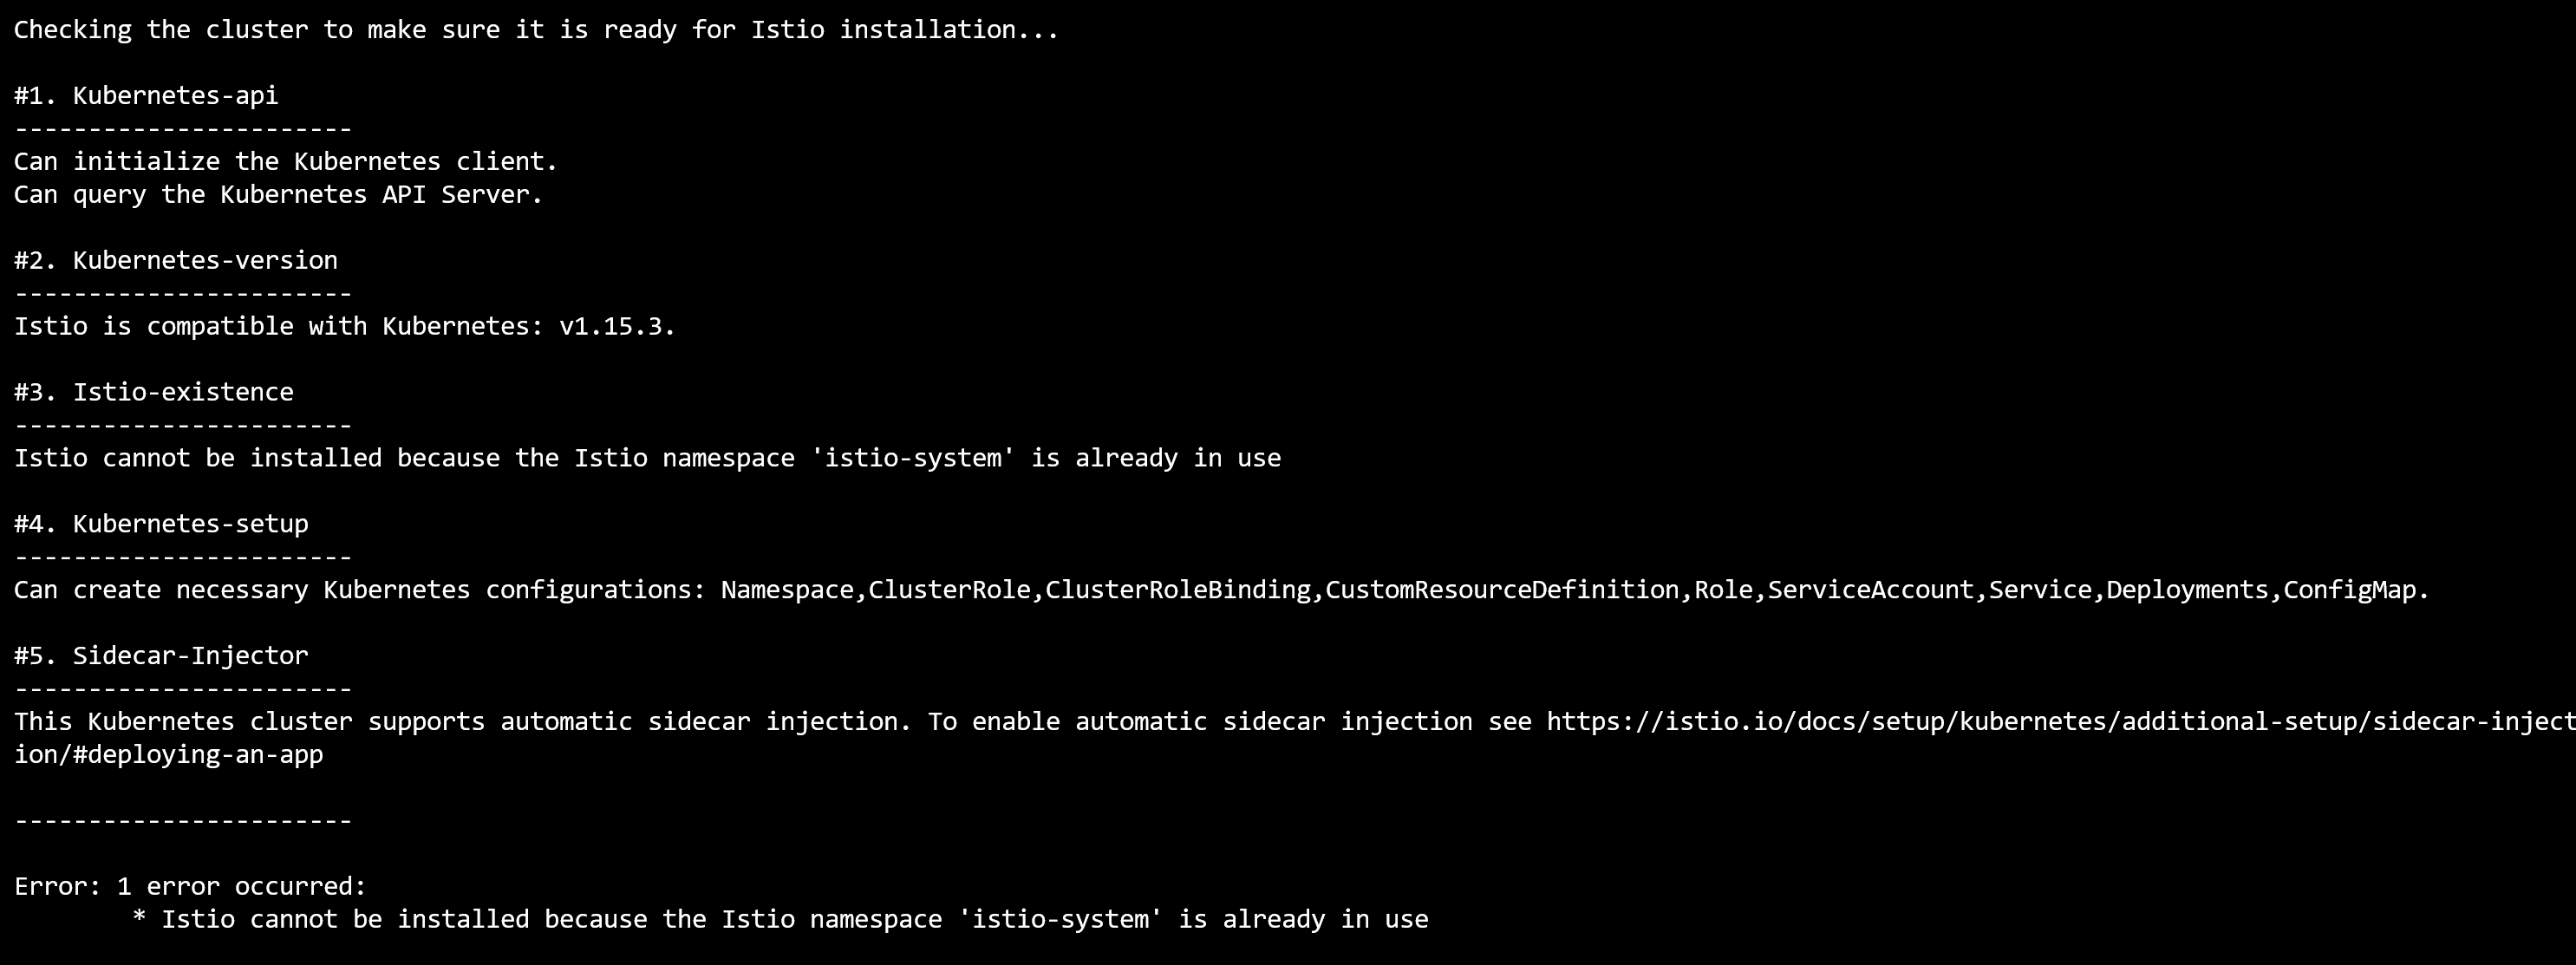 Checking the cluster to make sure it is ready for Istio installation...
#1. Kubernetes-api
-----------------------
Can initialize the Kubernetes client.
Can query the Kubernetes API Server.
#2. Kubernetes-version
-----------------------
Istio is compatible with Kubernetes: v1.15.3.
#3. Istio-existence
-----------------------
Istio cannot be installed because the Istio namespace 'istio-system' is already in use
#4. Kubernetes-setup
-----------------------
Can create necessary Kubernetes configurations: Namespace,ClusterRole,ClusterRoleBinding,CustomResourceDefinition,Role,ServiceAccount,Service,Deployments,ConfigMap.
#5. Sidecar-Injector
-----------------------
This Kubernetes cluster supports automatic sidecar injection. To enable automatic sidecar injection see https://istio.io/docs/setup/kubernetes/additional-setup/sidecar-inject
ion/#deploying-an-app
-----------------------
Error: 1 error occurred:
* Istio cannot be installed because the Istio namespace 'istio-system' is already in use